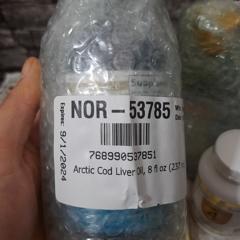 NOR-53785
Expires:
9/1/2024
768990537851
Arctic Cod Liver Oil, 8 fl oz (237